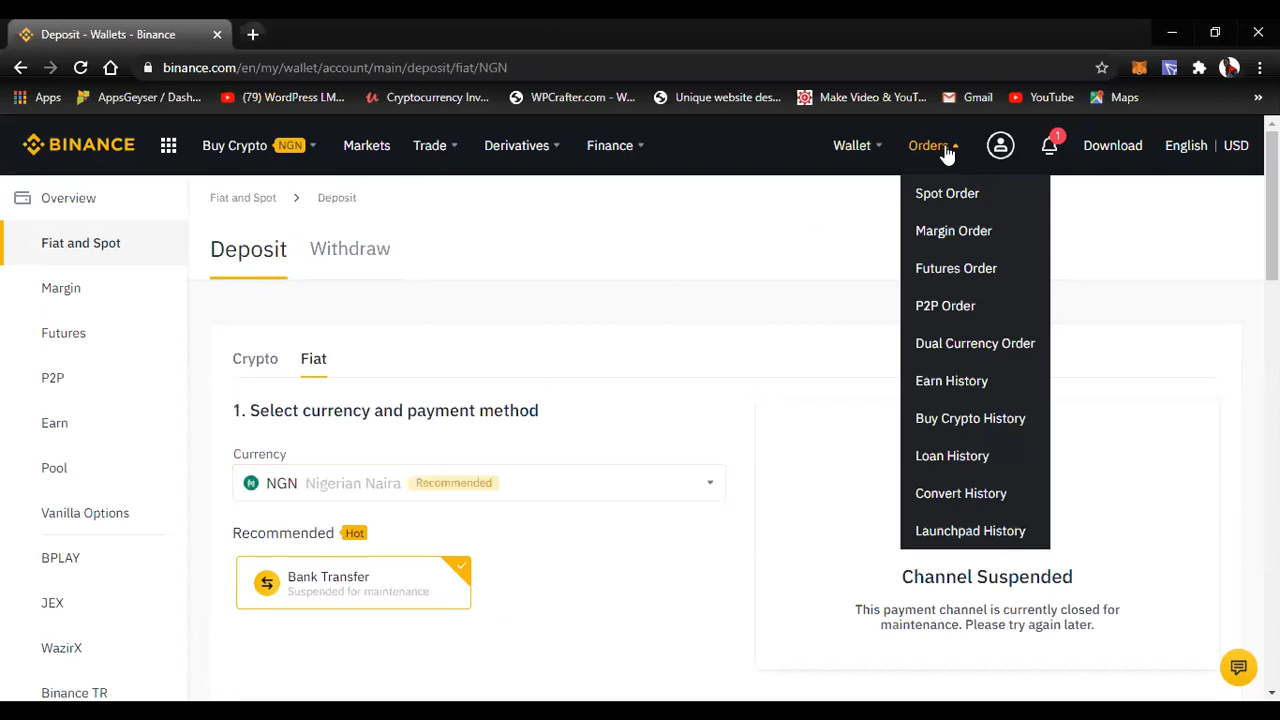 Deposit - Wallets - Binance
binance.com/en/my/wallet/account/main/deposit/fiat/NGN
Apps AppsGeyser / Dash... (79) WordPress LM... Cryptocurrency Inv... WPCrafter.com - W... Unique website des... Make Video & YouT... Gmail YouTube Maps »
BINANCE Buy Crypto NGN Markets Trade Derivatives Finance Wallet Orders 1 Download English | USD
Overview
Fiat and Spot
Margin
Futures
P2P
Earn
Pool
Vanilla Options
BPLAY
JEX
WazirX
Binance TR
Fiat and Spot > Deposit
Deposit Withdraw
Crypto Fiat
1. Select currency and payment method
Currency
NGN Nigerian Naira Recommended
Recommended Hot
Bank Transfer
Suspended for maintenance
Spot Order
Margin Order
Futures Order
P2P Order
Dual Currency Order
Earn History
Buy Crypto History
Loan History
Convert History
Launchpad History
Channel Suspended
This payment channel is currently closed for
maintenance. Please try again later.